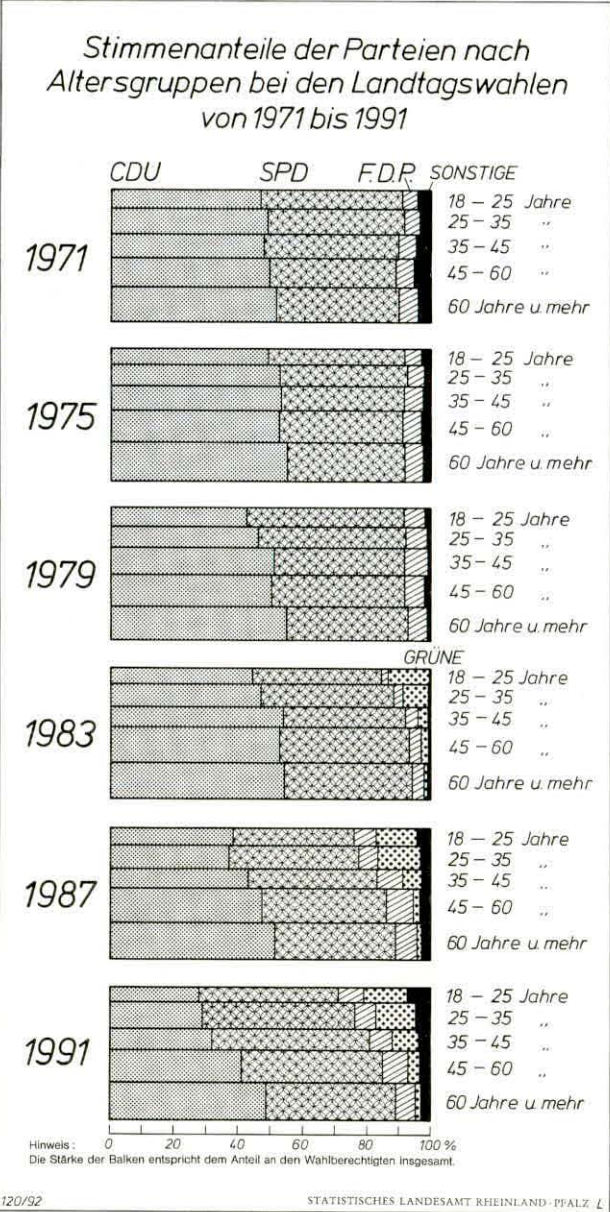 Stimmenanteile der Parteien nach
Altersgruppen bei den Landtagswahlen
von 1971 bis 1991
CDU SPD F.D.P. SONSTIGE
1971
18 – 25 Jahre
25 – 35 "
35 – 45 "
45 – 60 "
60 Jahre u. mehr
1975
18 – 25 Jahre
25 – 35 "
35 – 45 "
45 – 60 "
60 Jahre u. mehr
1979
18 – 25 Jahre
25 – 35 "
35 – 45 "
45 – 60 "
60 Jahre u. mehr
GRÜNE
1983
18 – 25 Jahre
25 – 35 "
35 – 45 "
45 – 60 "
60 Jahre u. mehr
1987
18 – 25 Jahre
25 – 35 "
35 – 45 "
45 – 60 "
60 Jahre u. mehr
1991
18 – 25 Jahre
25 – 35 "
35 – 45 "
45 – 60 "
60 Jahre u. mehr
0 20 40 60 80 100 %
Hinweis :
Die Stärke der Balken entspricht dem Anteil an den Wahlberechtigten insgesamt.
120/92 STATISTISCHES LANDESAMT RHEINLAND-PFALZ L